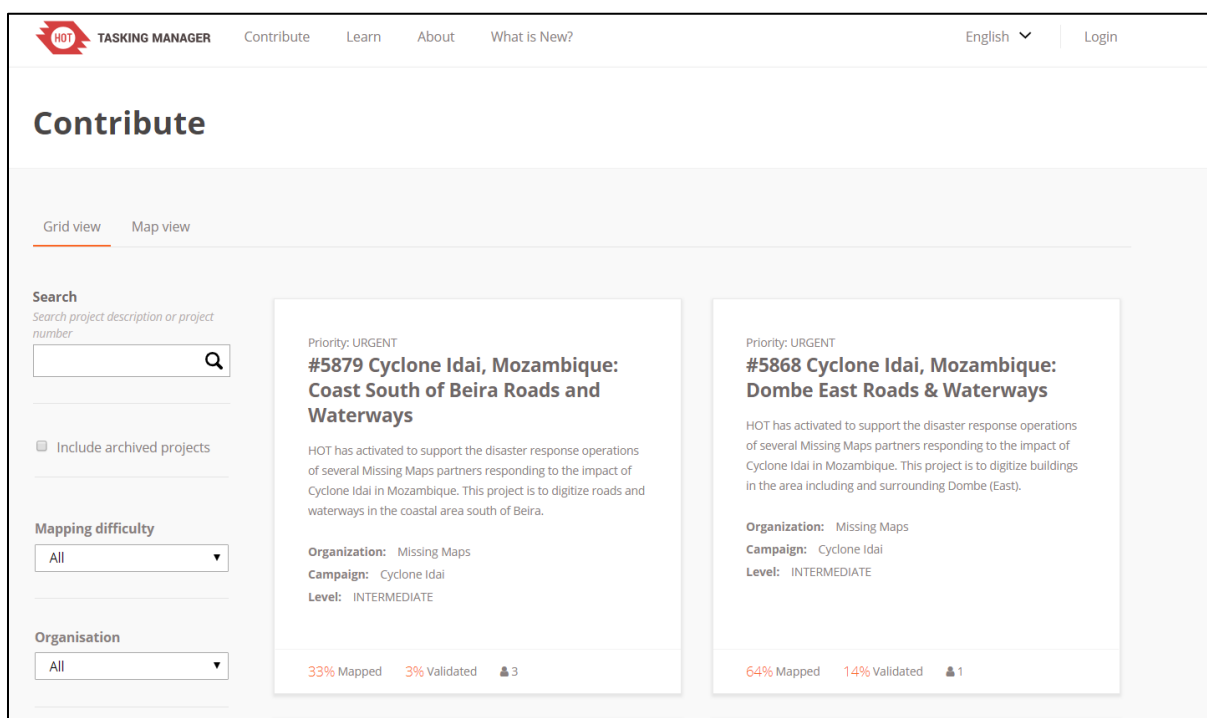 HOT TASKING MANAGER Contribute Learn About What is New? English Login
Contribute
Grid view Map view
Search
Search project description or project
number
Include archived projects
Mapping difficulty
All
Organisation
All
Priority: URGENT
#5879 Cyclone Idai, Mozambique:
Coast South of Beira Roads and
Waterways
HOT has activated to support the disaster response operations
of several Missing Maps partners responding to the impact of
Cyclone Idai in Mozambique. This project is to digitize roads and
waterways in the coastal area south of Beira.
Organization: Missing Maps
Campaign: Cyclone Idai
Level: INTERMEDIATE
33% Mapped 3% Validated 3
Priority: URGENT
#5868 Cyclone Idai, Mozambique:
Dombe East Roads & Waterways
HOT has activated to support the disaster response operations
of several Missing Maps partners responding to the impact of
Cyclone Idai in Mozambique. This project is to digitize buildings
in the area including and surrounding Dombe (East).
Organization: Missing Maps
Campaign: Cyclone Idai
Level: INTERMEDIATE
64% Mapped 14% Validated 1